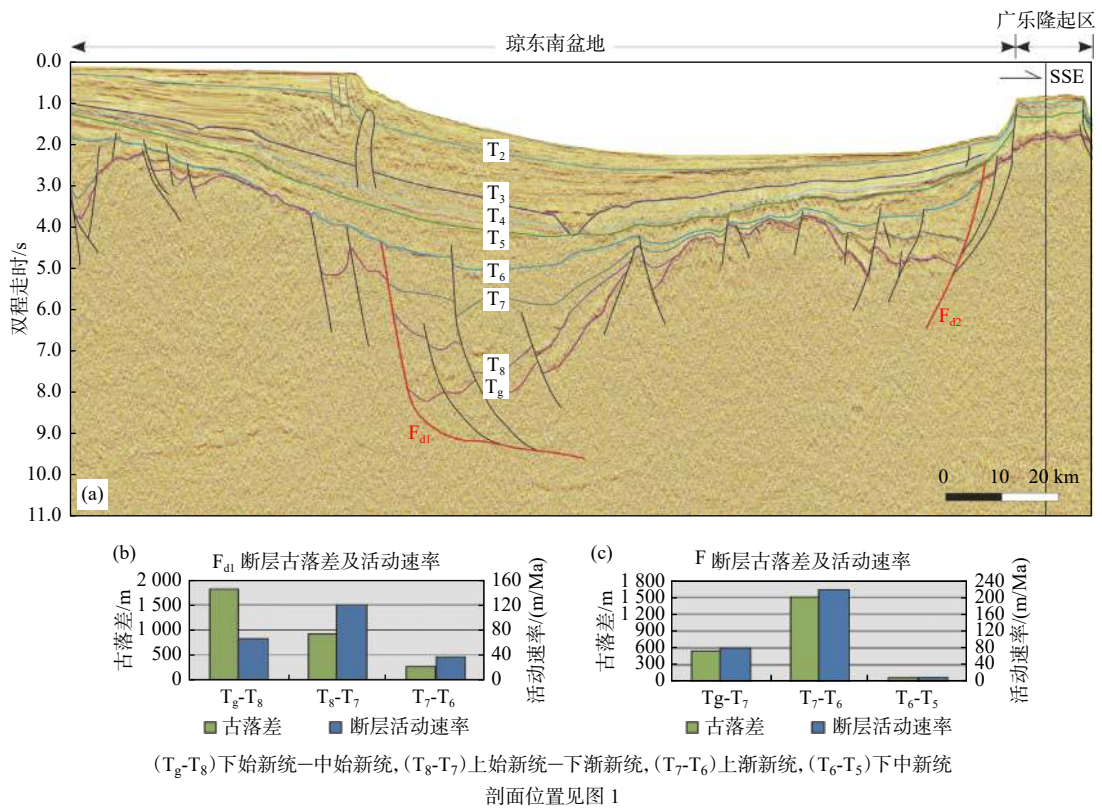 广乐隆起区
琼东南盆地
SSE
双程走时/s
0.0
1.0
2.0
3.0
4.0
5.0
6.0
7.0
8.0
9.0
10.0
11.0
T₂
T₃
T₄
T₅
T₆
T₇
T₈
T_g
F_d1
F_d2
0 10 20 km
(a)
(b)
F_d1 断层古落差及活动速率
古落差/m
2 000
1 500
1 000
500
0
160
120
80
40
0
活动速率/(m/Ma)
T_g-T₈ T₈-T₇ T₇-T₆
古落差 断层活动速率
(c)
F 断层古落差及活动速率
古落差/m
1 800
1 500
900
600
300
0
240
200
160
120
80
40
0
活动速率/(m/Ma)
Tg-T₇ T₇-T₆ T₆-T₅
古落差 断层活动速率
(T_g-T₈)下始新统—中始新统, (T₈-T₇)上始新统—下渐新统, (T₇-T₆)上渐新统, (T₆-T₅)下中新统
剖面位置见图 1